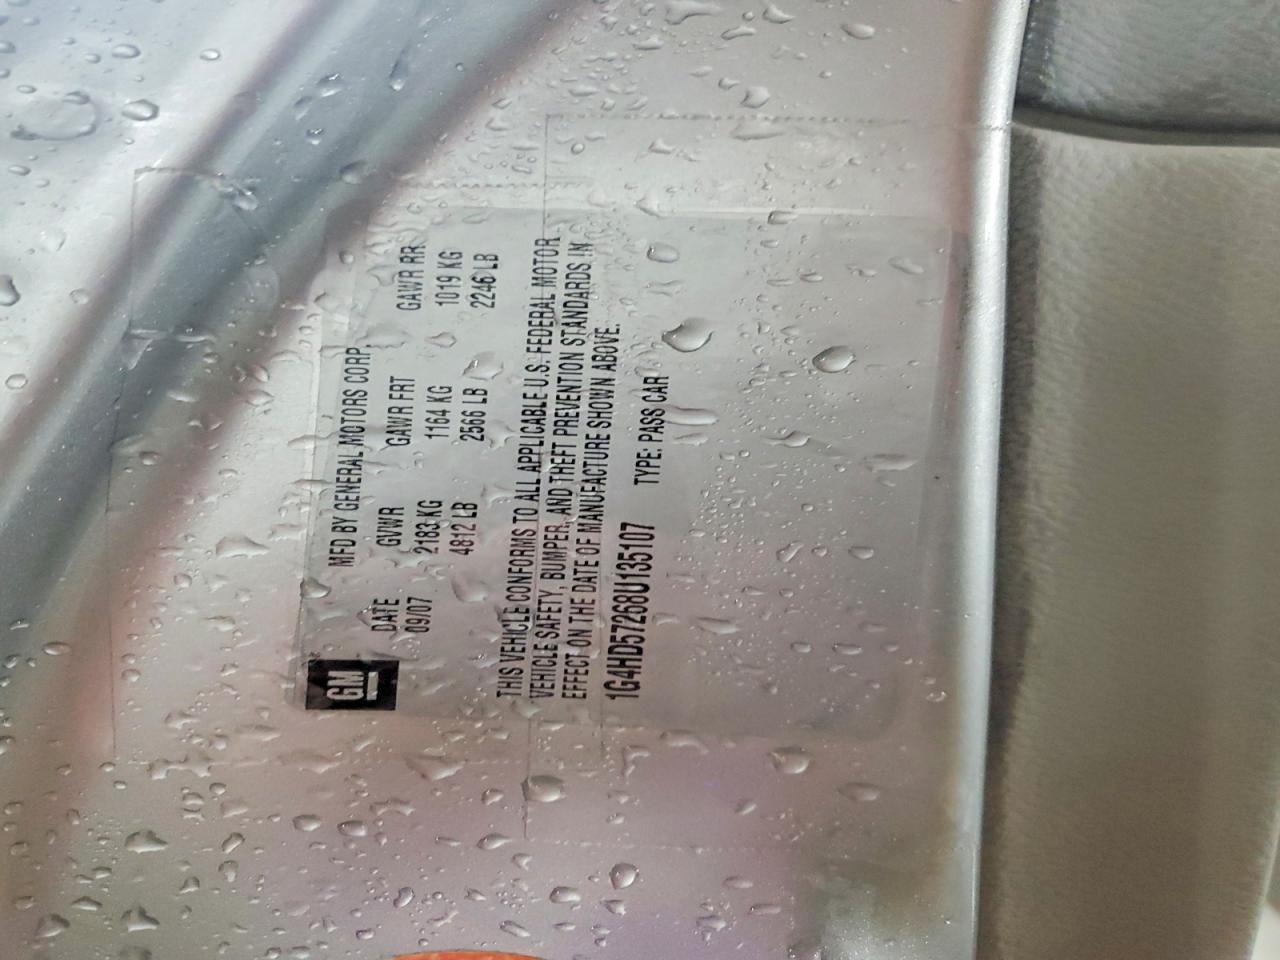 GM
MFD BY GENERAL MOTORS CORP.
DATE GVWR GAWR FRT GAWR RR
09/07 2183 KG 1164 KG 1019 KG
4812 LB 2566 LB 2246 LB
THIS VEHICLE CONFORMS TO ALL APPLICABLE U.S. FEDERAL MOTOR
VEHICLE SAFETY, BUMPER, AND THEFT PREVENTION STANDARDS IN
EFFECT ON THE DATE OF MANUFACTURE SHOWN ABOVE.
1G4HD57268U135107 TYPE: PASS CAR